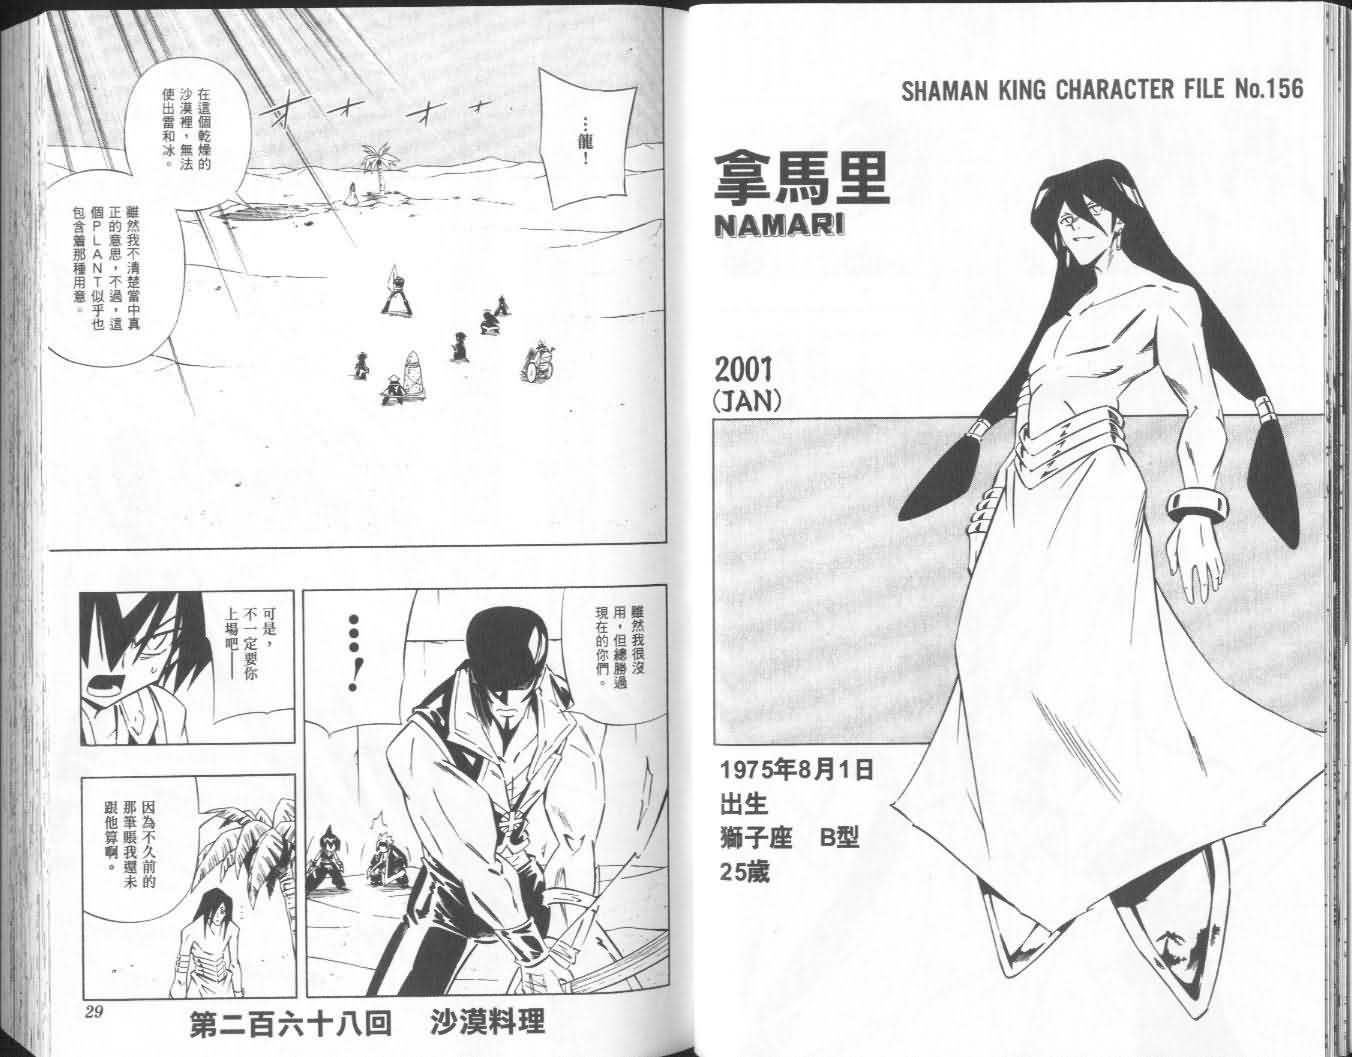 SHAMAN KING CHARACTER FILE No.156
拿馬里
NAMARI
2001
(JAN)
1975年8月1日
出生
獅子座　B型
25歲
…龍！
在這個乾燥的
沙漠裡，無法
使出雷和冰。
雖然我不清楚當中真
正的意思，不過，這
個PLANT似乎也
包含着那種用意。
雖然我很沒
用，但總勝過
現在的你們。
…！
可是，
不一定要你
上場吧——
因為不久前的
那筆賬我還未
跟他算啊。
29
第二百六十八回　沙漠料理